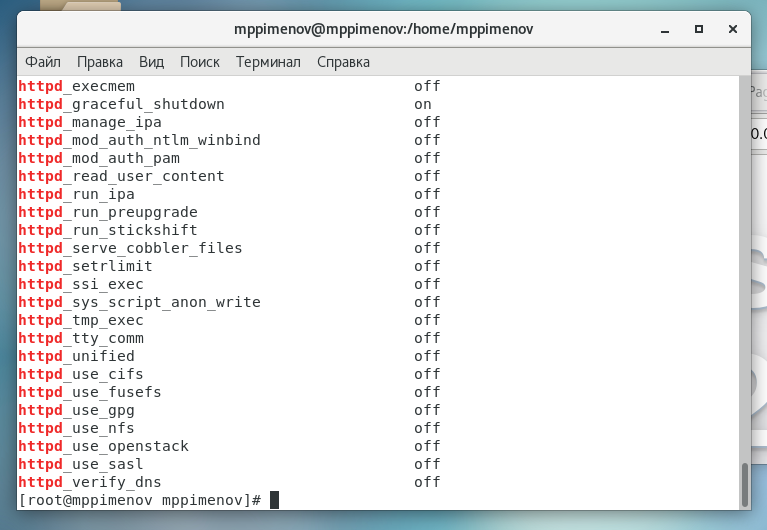 mppimenov@mppimenov:/home/mppimenov
Файл Правка Вид Поиск Терминал Справка
httpd_execmem off
httpd_graceful_shutdown on
httpd_manage_ipa off
httpd_mod_auth_ntlm_winbind off
httpd_mod_auth_pam off
httpd_read_user_content off
httpd_run_ipa off
httpd_run_preupgrade off
httpd_run_stickshift off
httpd_serve_cobbler_files off
httpd_setrlimit off
httpd_ssi_exec off
httpd_sys_script_anon_write off
httpd_tmp_exec off
httpd_tty_comm off
httpd_unified off
httpd_use_cifs off
httpd_use_fusefs off
httpd_use_gpg off
httpd_use_nfs off
httpd_use_openstack off
httpd_use_sasl off
httpd_verify_dns off
[root@mppimenov mppimenov]#